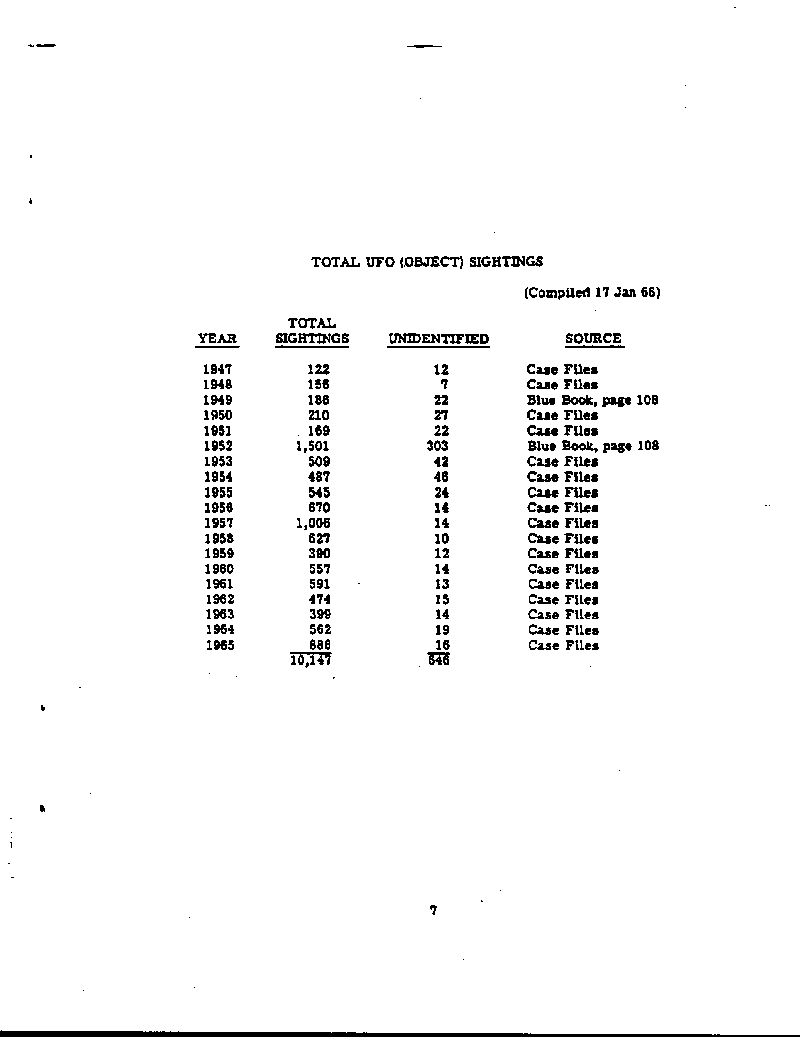 TOTAL UFO (OBJECT) SIGHTINGS
(Compiled 17 Jan 66)
TOTAL
YEAR SIGHTINGS UNIDENTIFIED SOURCE
1947 122 12 Case Files
1948 156 7 Case Files
1949 186 22 Blue Book, page 108
1950 210 27 Case Files
1951 169 22 Case Files
1952 1,501 303 Blue Book, page 108
1953 509 42 Case Files
1954 487 46 Case Files
1955 545 24 Case Files
1956 670 14 Case Files
1957 1,006 14 Case Files
1958 627 10 Case Files
1959 390 12 Case Files
1960 557 14 Case Files
1961 591 13 Case Files
1962 474 15 Case Files
1963 399 14 Case Files
1964 562 19 Case Files
1965 886 16 Case Files
10,147 646
7